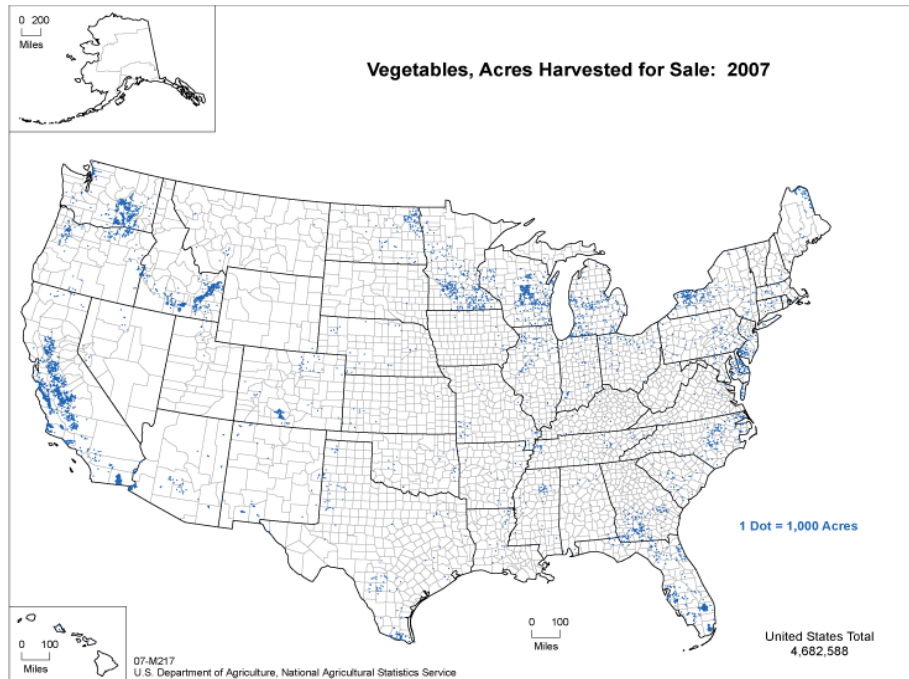 0 200
Miles
Vegetables, Acres Harvested for Sale: 2007
1 Dot = 1,000 Acres
0 100
Miles
0 100
Miles
United States Total
4,682,588
07-M217
U.S. Department of Agriculture, National Agricultural Statistics Service